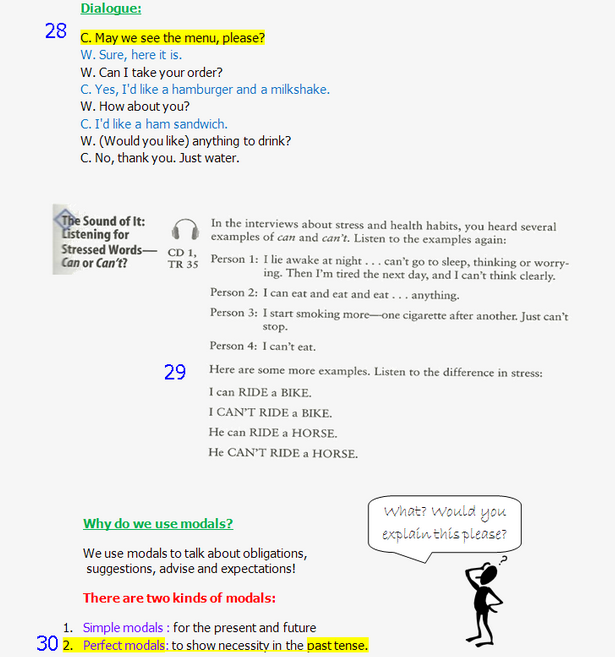 Dialogue:
28
C. May we see the menu, please?
W. Sure, here it is.
W. Can I take your order?
C. Yes, I'd like a hamburger and a milkshake.
W. How about you?
C. I'd like a ham sandwich.
W. (Would you like) anything to drink?
C. No, thank you. Just water.
The Sound of It:
Listening for
Stressed Words—
Can or Can't?
CD 1,
TR 35
In the interviews about stress and health habits, you heard several
examples of can and can't. Listen to the examples again:
Person 1: I lie awake at night . . . can't go to sleep, thinking or worry-
ing. Then I'm tired the next day, and I can't think clearly.
Person 2: I can eat and eat and eat . . . anything.
Person 3: I start smoking more—one cigarette after another. Just can't
stop.
Person 4: I can't eat.
29
Here are some more examples. Listen to the difference in stress:
I can RIDE a BIKE.
I CAN'T RIDE a BIKE.
He can RIDE a HORSE.
He CAN'T RIDE a HORSE.
Why do we use modals?
We use modals to talk about obligations,
suggestions, advise and expectations!
What? Would you
explain this please?
?
There are two kinds of modals:
1. Simple modals : for the present and future
30
2. Perfect modals: to show necessity in the past tense.